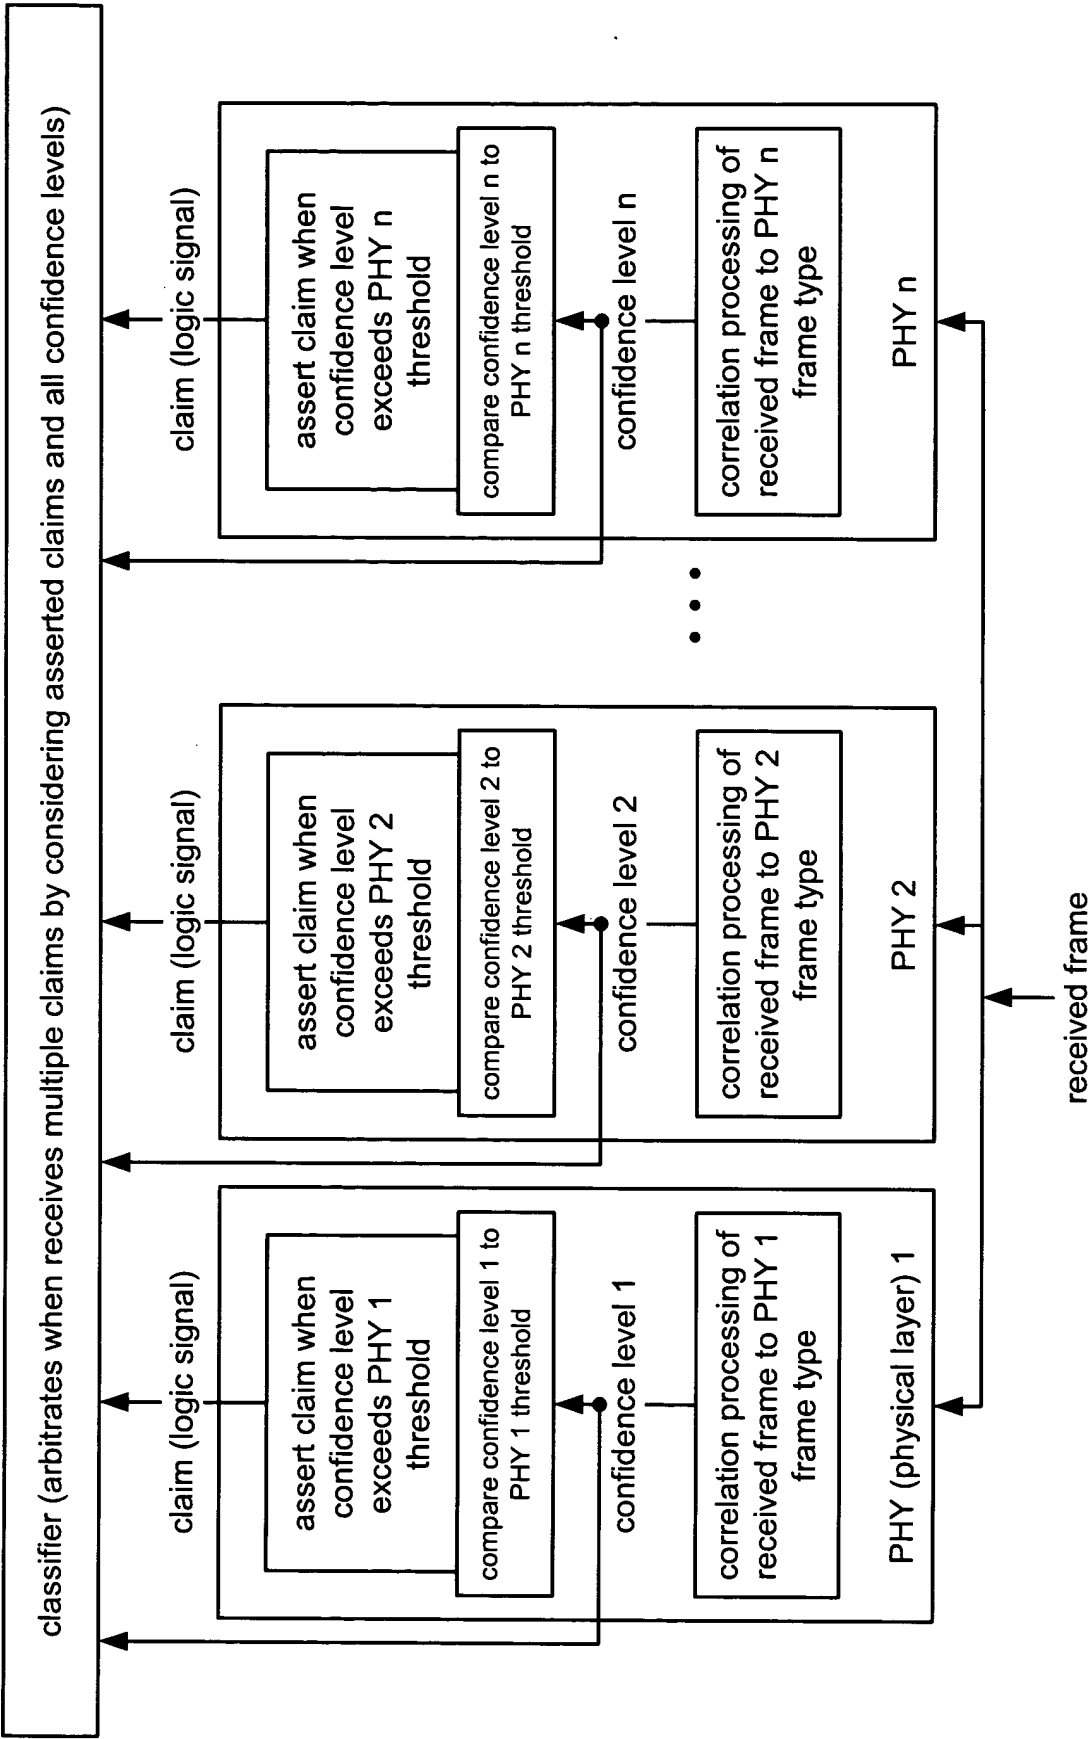 classifier (arbitrates when receives multiple claims by considering asserted claims and all confidence levels)
claim (logic signal)
assert claim when
confidence level
exceeds PHY 1
threshold
compare confidence level 1 to
PHY 1 threshold
confidence level 1
correlation processing of
received frame to PHY 1
frame type
PHY (physical layer) 1
claim (logic signal)
assert claim when
confidence level
exceeds PHY 2
threshold
compare confidence level 2 to
PHY 2 threshold
confidence level 2
correlation processing of
received frame to PHY 2
frame type
PHY 2
claim (logic signal)
assert claim when
confidence level
exceeds PHY n
threshold
compare confidence level n to
PHY n threshold
confidence level n
correlation processing of
received frame to PHY n
frame type
PHY n
received frame